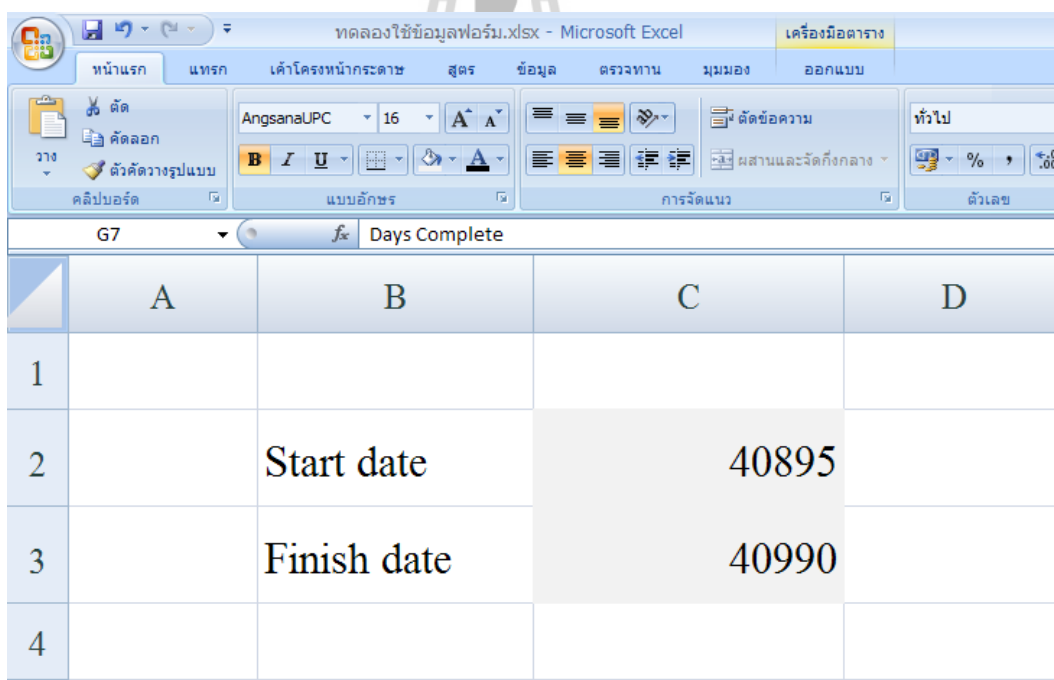 ทดลองใช้ข้อมูลฟอร์ม.xlsx - Microsoft Excel
เครื่องมือตาราง
หน้าแรก แทรก เค้าโครงหน้ากระดาษ สูตร ข้อมูล ตรวจทาน มุมมอง ออกแบบ
วาง
ตัด
คัดลอก
ตัวคัดวางรูปแบบ
AngsanaUPC 16 A A
B I U A
ตัดข้อความ
ผสานและจัดกึ่งกลาง
ทั่วไป
% ,
คลิปบอร์ด แบบอักษร การจัดแนว ตัวเลข
G7 fx Days Complete
A B C D
1
2 Start date 40895
3 Finish date 40990
4